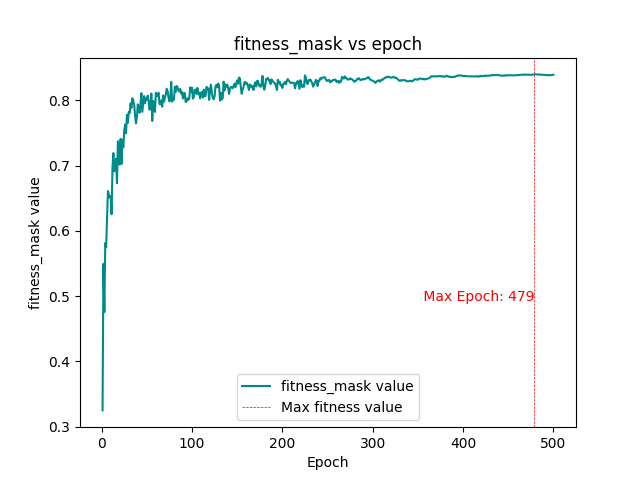 fitness_mask vs epoch
fitness_mask value
0.8
0.7
0.6
0.5
0.4
0.3
Max Epoch: 479
fitness_mask value
Max fitness value
0
100
200
300
400
500
Epoch